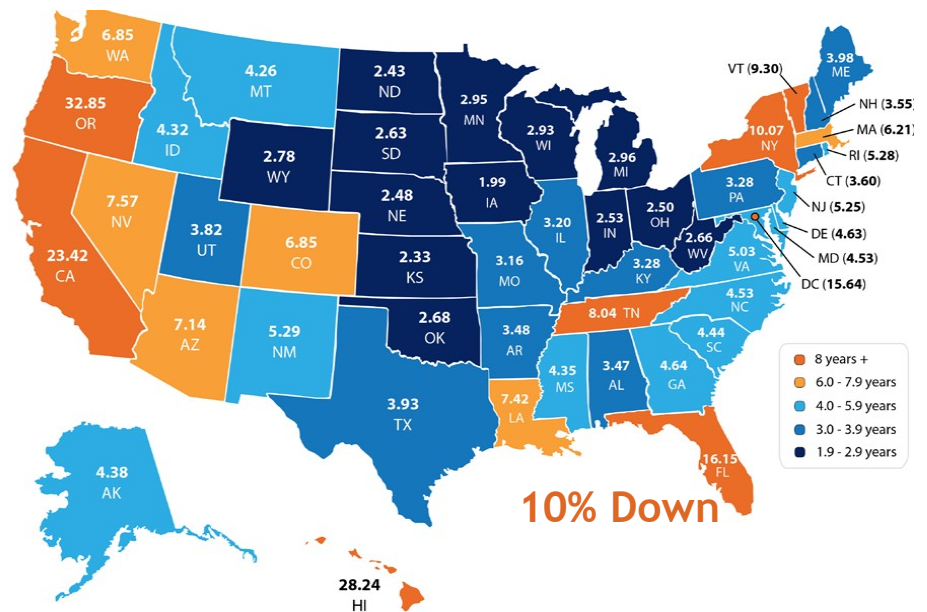 6.85
WA
32.85
OR
4.32
ID
4.26
MT
2.43
ND
2.95
MN
2.93
WI
2.96
MI
2.63
SD
2.78
WY
7.57
NV
3.82
UT
6.85
CO
2.48
NE
1.99
IA
3.20
IL
2.53
IN
2.50
OH
3.28
PA
10.07
NY
VT (9.30)
3.98
ME
NH (3.55)
MA (6.21)
RI (5.28)
CT (3.60)
NJ (5.25)
DE (4.63)
MD (4.53)
DC (15.64)
23.42
CA
2.33
KS
3.16
MO
3.28
KY
2.66
WV
5.03
VA
7.14
AZ
5.29
NM
2.68
OK
3.48
AR
8.04 TN
4.53
NC
4.44
SC
3.93
TX
7.42
LA
4.35
MS
3.47
AL
4.64
GA
16.15
FL
8 years +
6.0 - 7.9 years
4.0 - 5.9 years
3.0 - 3.9 years
1.9 - 2.9 years
4.38
AK
10% Down
28.24
HI